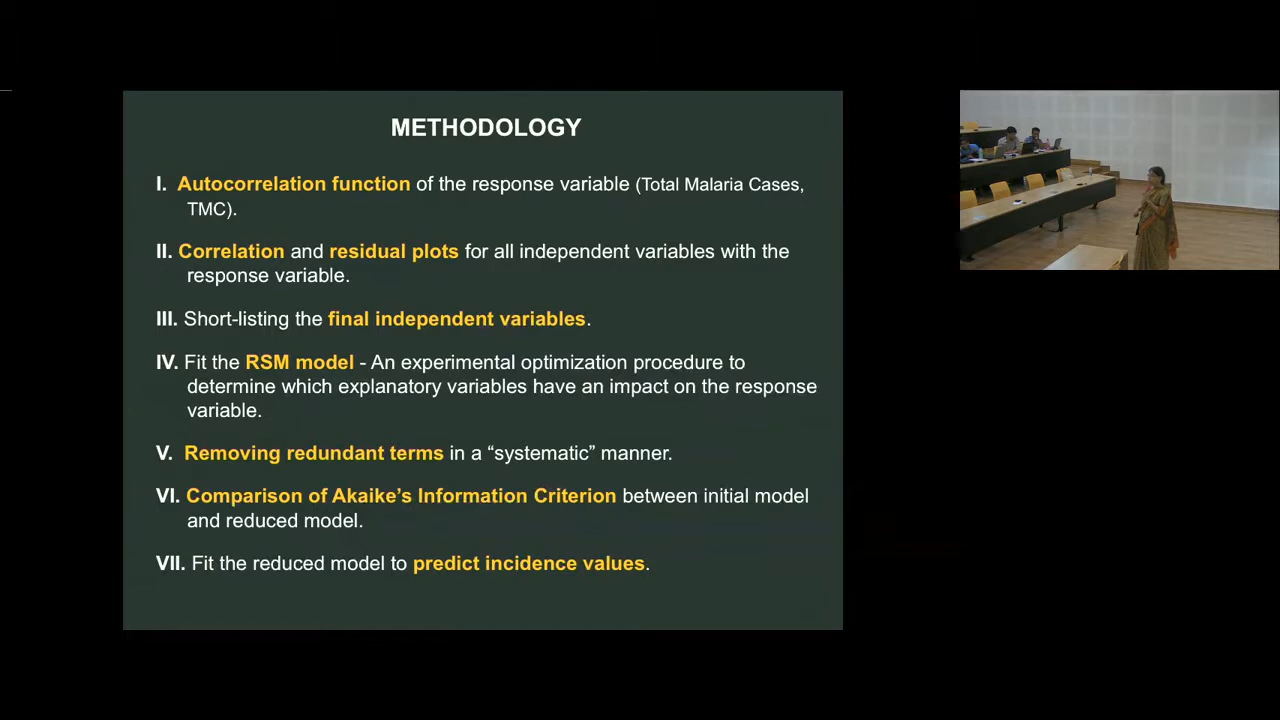 METHODOLOGY
I. Autocorrelation function of the response variable (Total Malaria Cases,
TMC).
II. Correlation and residual plots for all independent variables with the
response variable.
III. Short-listing the final independent variables.
IV. Fit the RSM model - An experimental optimization procedure to
determine which explanatory variables have an impact on the response
variable.
V. Removing redundant terms in a “systematic” manner.
VI. Comparison of Akaike’s Information Criterion between initial model
and reduced model.
VII. Fit the reduced model to predict incidence values.